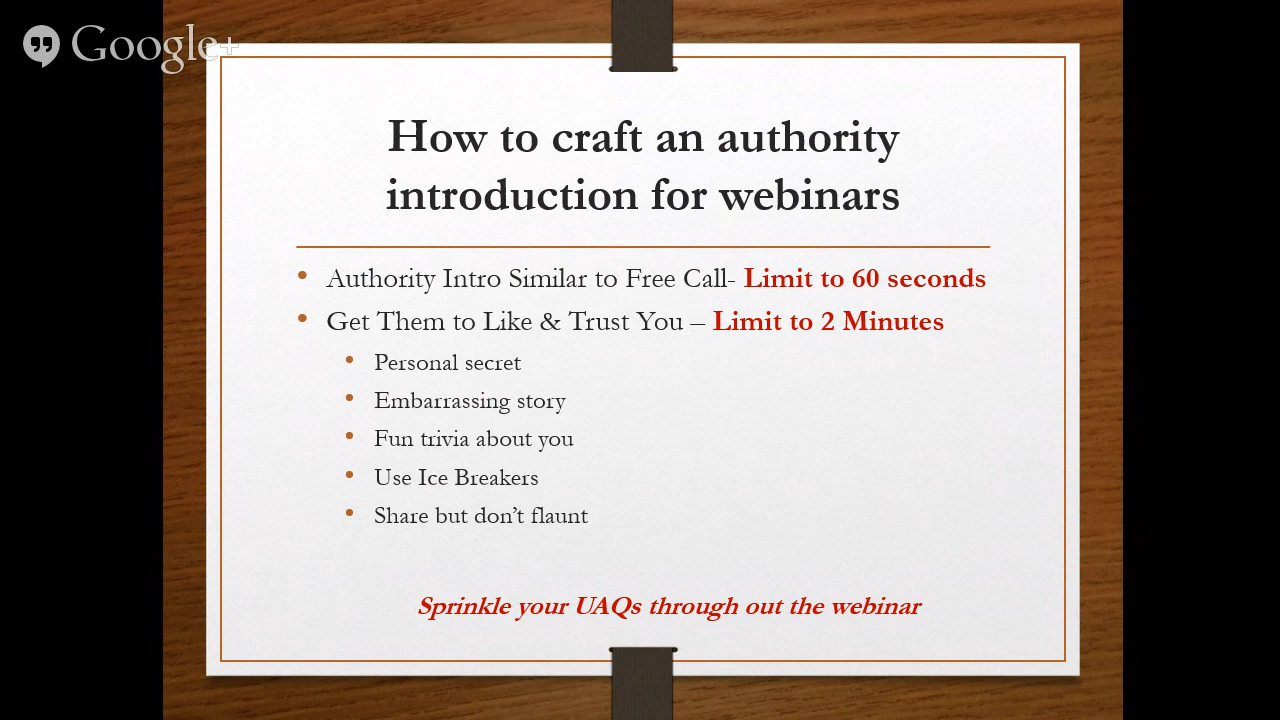 Google+
How to craft an authority
introduction for webinars
• Authority Intro Similar to Free Call- Limit to 60 seconds
• Get Them to Like & Trust You – Limit to 2 Minutes
• Personal secret
• Embarrassing story
• Fun trivia about you
• Use Ice Breakers
• Share but don’t flaunt
Sprinkle your UAQs through out the webinar